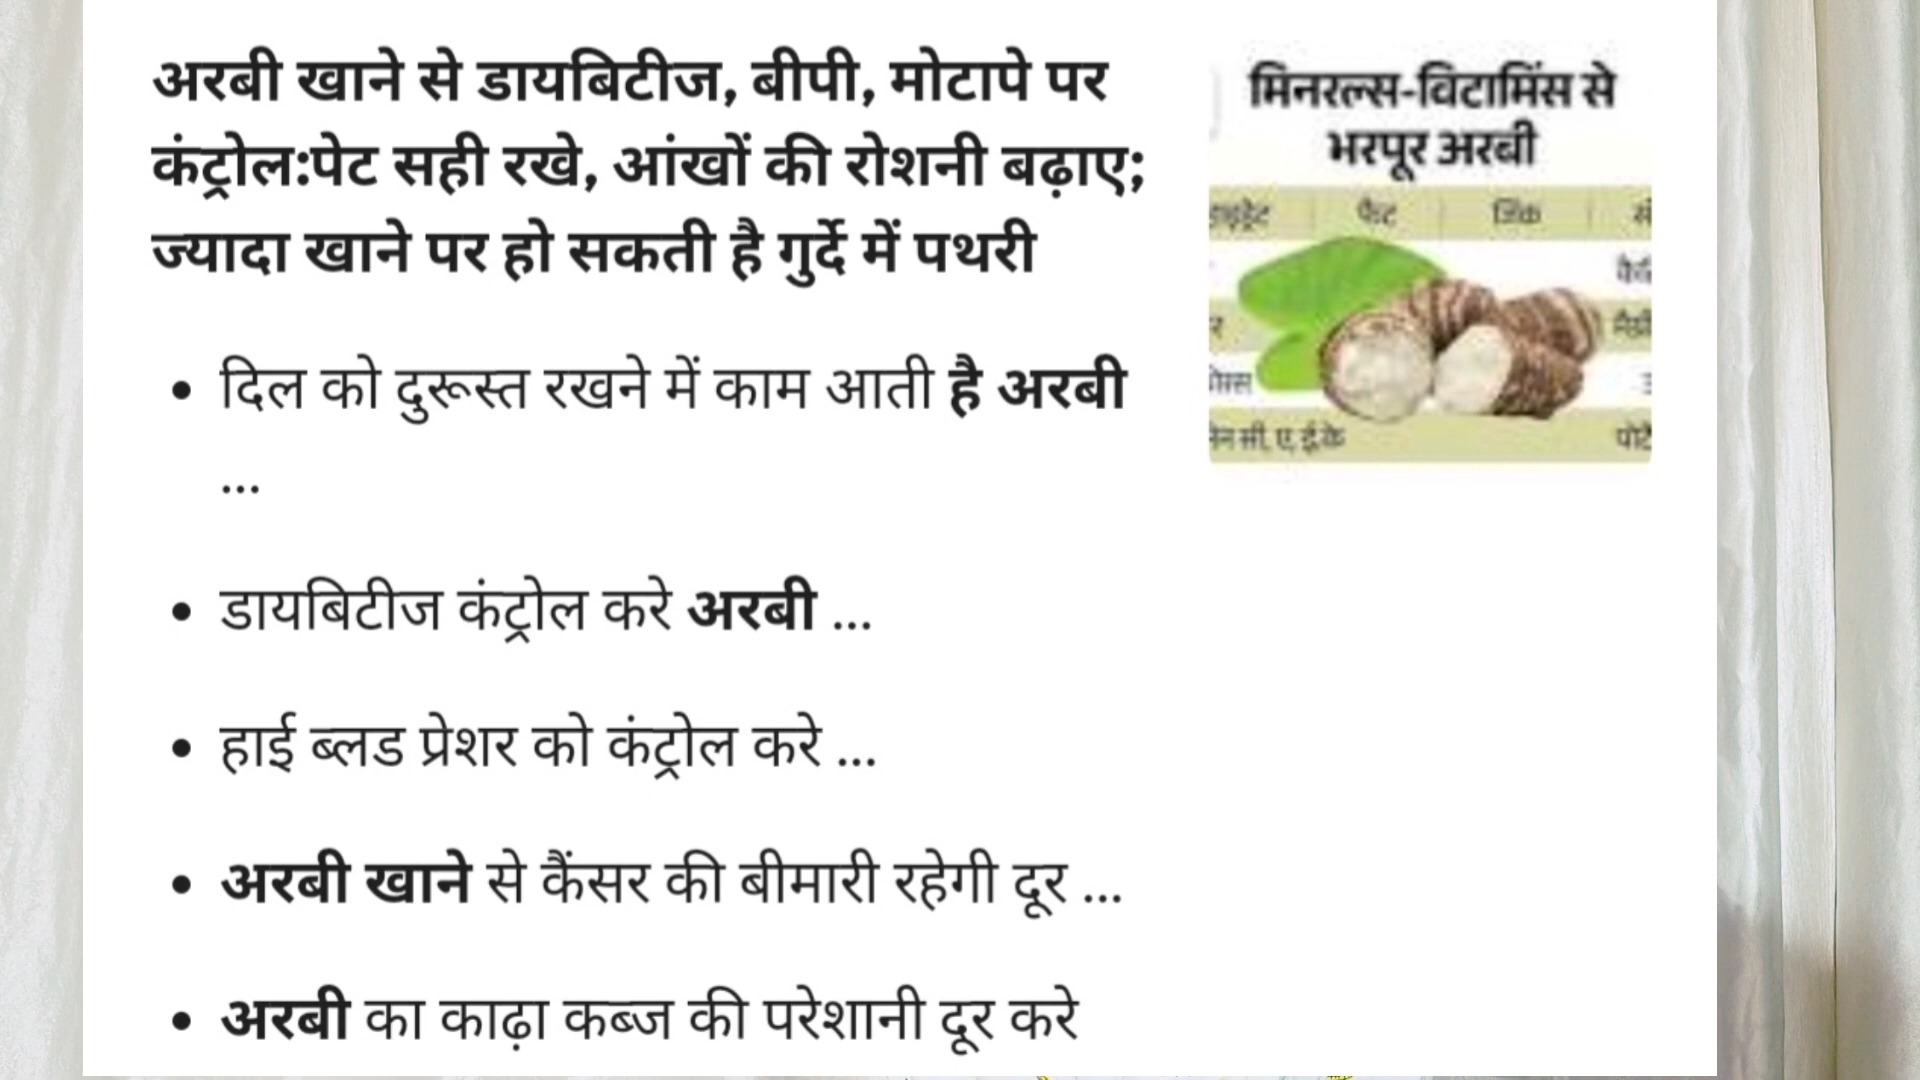 अरबी खाने से डायबिटीज, बीपी, मोटापे पर
कंट्रोल:पेट सही रखे, आंखों की रोशनी बढ़ाए;
ज्यादा खाने पर हो सकती है गुर्दे में पथरी
दिल को दुरूस्त रखने में काम आती है अरबी
...
डायबिटीज कंट्रोल करे अरबी ...
हाई ब्लड प्रेशर को कंट्रोल करे ...
अरबी खाने से कैंसर की बीमारी रहेगी दूर ...
अरबी का काढ़ा कब्ज की परेशानी दूर करे
मिनरल्स-विटामिंस से
भरपूर अरबी
फैट जिंक
सी, ए, ई, के